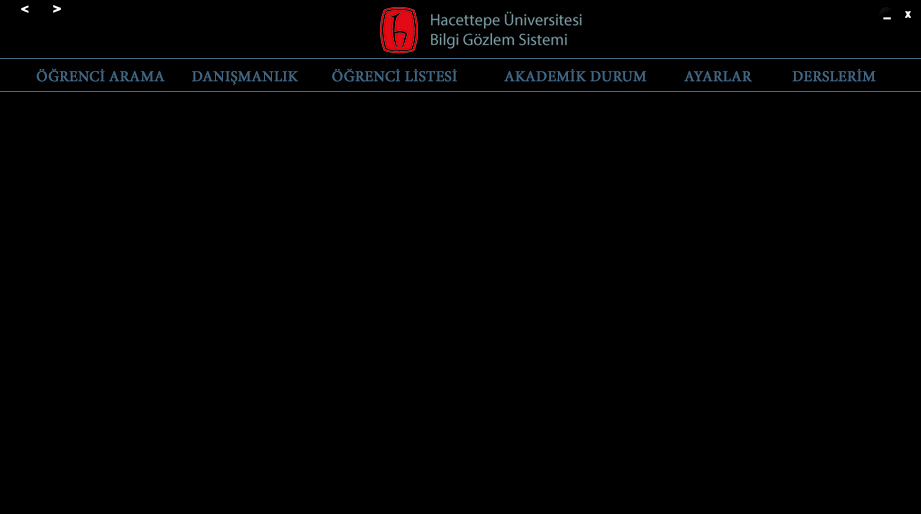 < >
Hacettepe Üniversitesi
Bilgi Gözlem Sistemi
_ x
ÖĞRENCİ ARAMA DANIŞMANLIK ÖĞRENCİ LİSTESİ AKADEMİK DURUM AYARLAR DERSLERİM